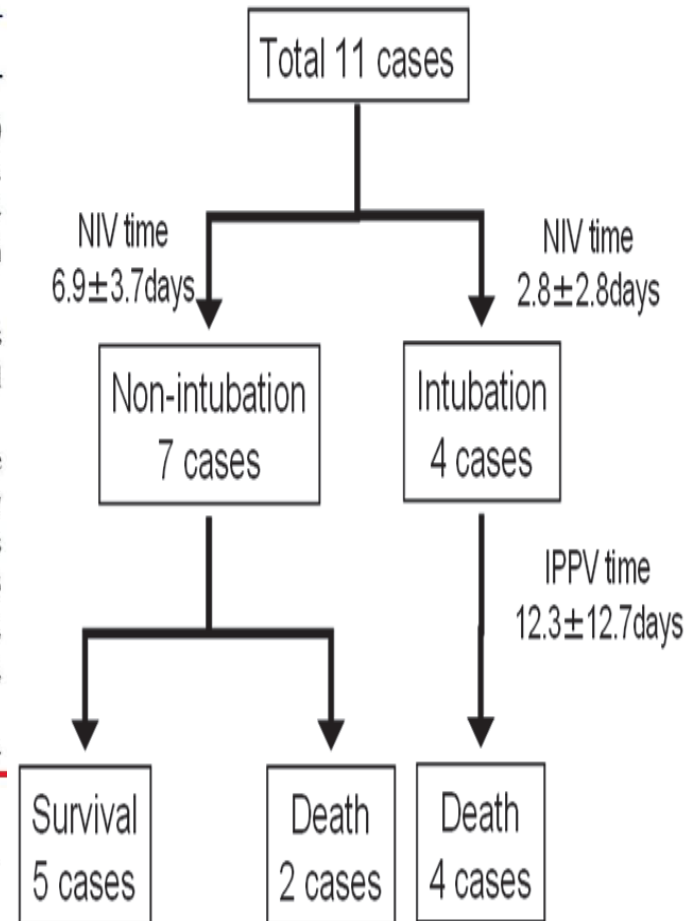 Total 11 cases
NIV time
6.9±3.7days
NIV time
2.8±2.8days
Non-intubation
7 cases
Intubation
4 cases
IPPV time
12.3±12.7days
Survival
5 cases
Death
2 cases
Death
4 cases